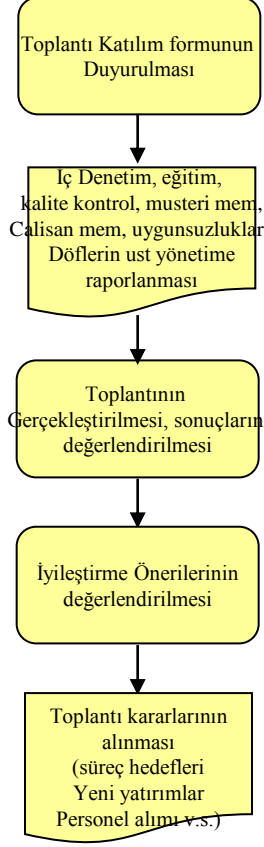 Toplantı Katılım formunun
Duyurulması
İç Denetim, eğitim,
kalite kontrol, musteri mem,
Calisan mem, uygunsuzluklar
Döflerin ust yönetime
raporlanması
Toplantının
Gerçekleştirilmesi, sonuçların
değerlendirilmesi
İyileştirme Önerilerinin
değerlendirilmesi
Toplantı kararlarının
alınması
(süreç hedefleri
Yeni yatırımlar
Personel alımı v.s.)